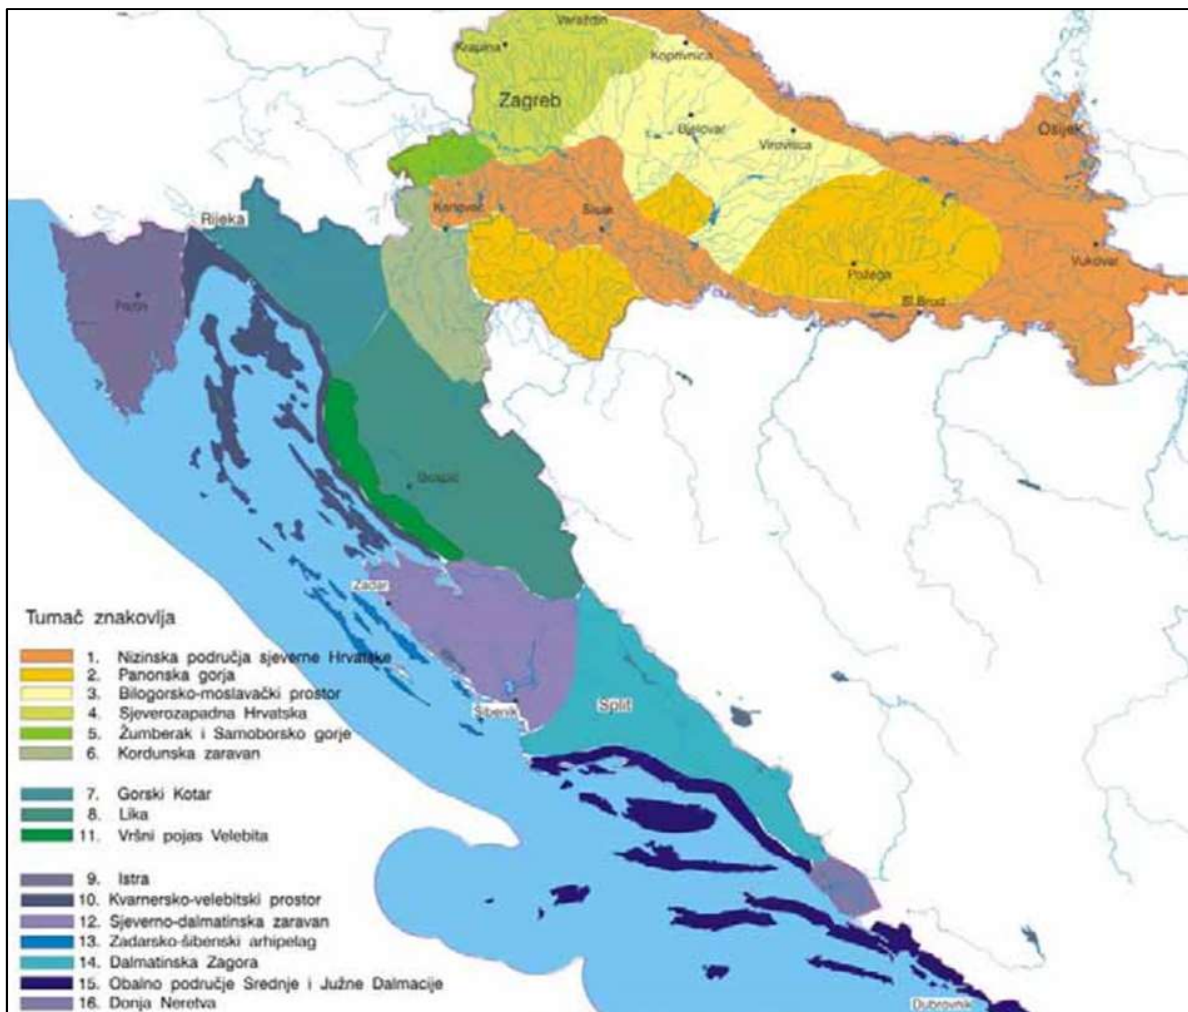 Varaždin
Krapina
Koprivnica
Zagreb
Bjelovar
Virovitica
Osijek
Karlovac
Sisak
Rijeka
Vukovar
Požega
Sl.Brod
Pazin
Gospić
Zadar
Šibenik
Split
Dubrovnik
Tumač znakovlja
1. Nizinska područja sjeverne Hrvatske
2. Panonska gorja
3. Bilogorsko-moslavački prostor
4. Sjeverozapadna Hrvatska
5. Žumberak i Samoborsko gorje
6. Kordunska zaravan
7. Gorski Kotar
8. Lika
11. Vršni pojas Velebita
9. Istra
10. Kvarnersko-velebitski prostor
12. Sjeverno-dalmatinska zaravan
13. Zadarsko-šibenski arhipelag
14. Dalmatinska Zagora
15. Obalno područje Srednje i Južne Dalmacije
16. Donja Neretva